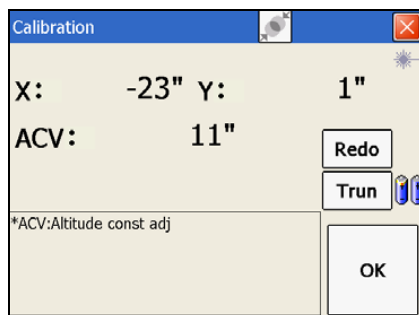 Calibration
X: -23" Y: 1"
ACV: 11"
Redo
Trun
*ACV:Altitude const adj
OK